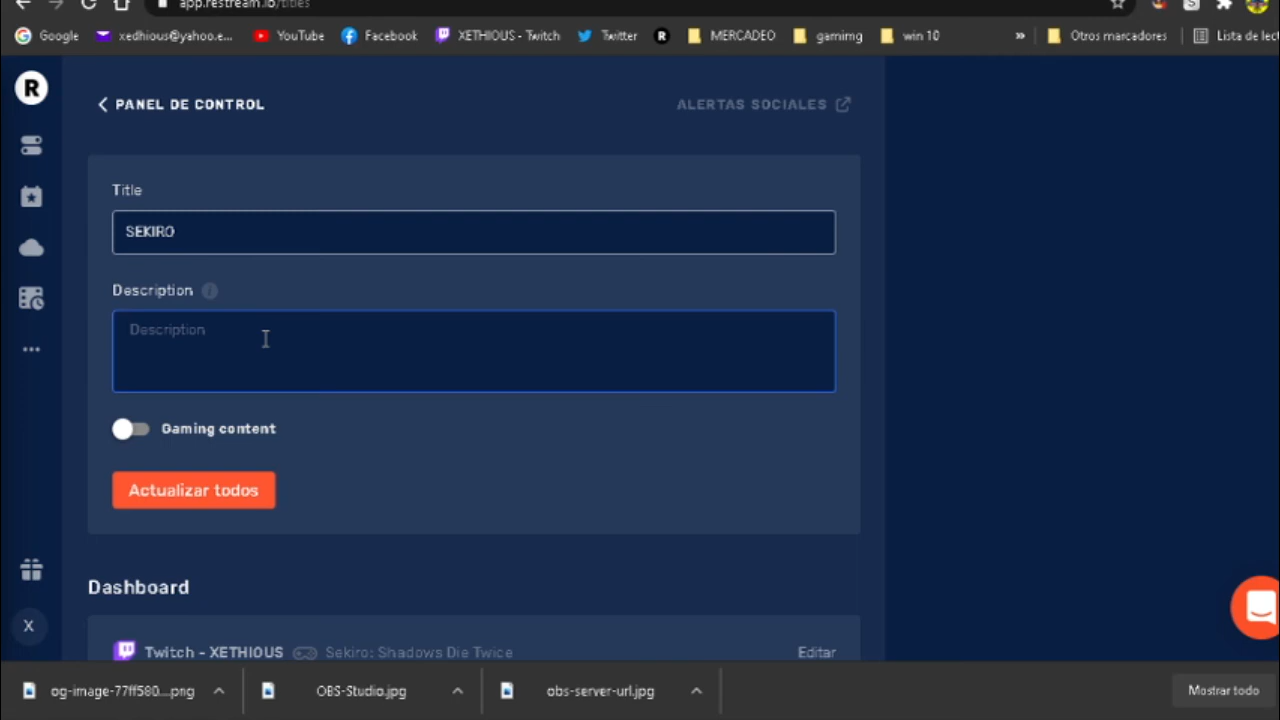 app.restream.io/titles
Google xedhious@yahoo.e... YouTube Facebook XETHIOUS - Twitch Twitter R MERCADEO gamimg win 10 » Otros marcadores Lista de lect
R
PANEL DE CONTROL ALERTAS SOCIALES
Title
SEKIRO
Description
Description
Gaming content
Actualizar todos
Dashboard
X
Twitch - XETHIOUS Sekiro: Shadows Die Twice Editar
og-image-77ff580....png OBS-Studio.jpg obs-server-url.jpg Mostrar todo